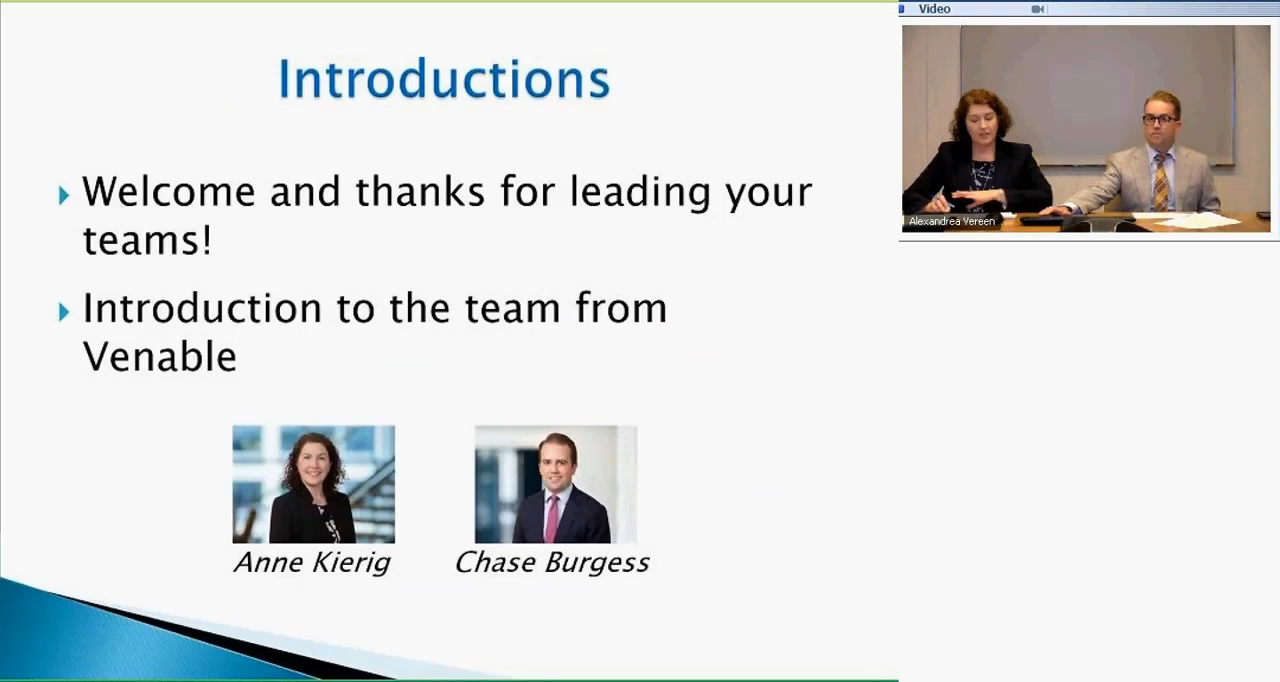 Introductions
Welcome and thanks for leading your
teams!
Introduction to the team from
Venable
Anne Kierig
Chase Burgess
Video
Alexandrea Vereen